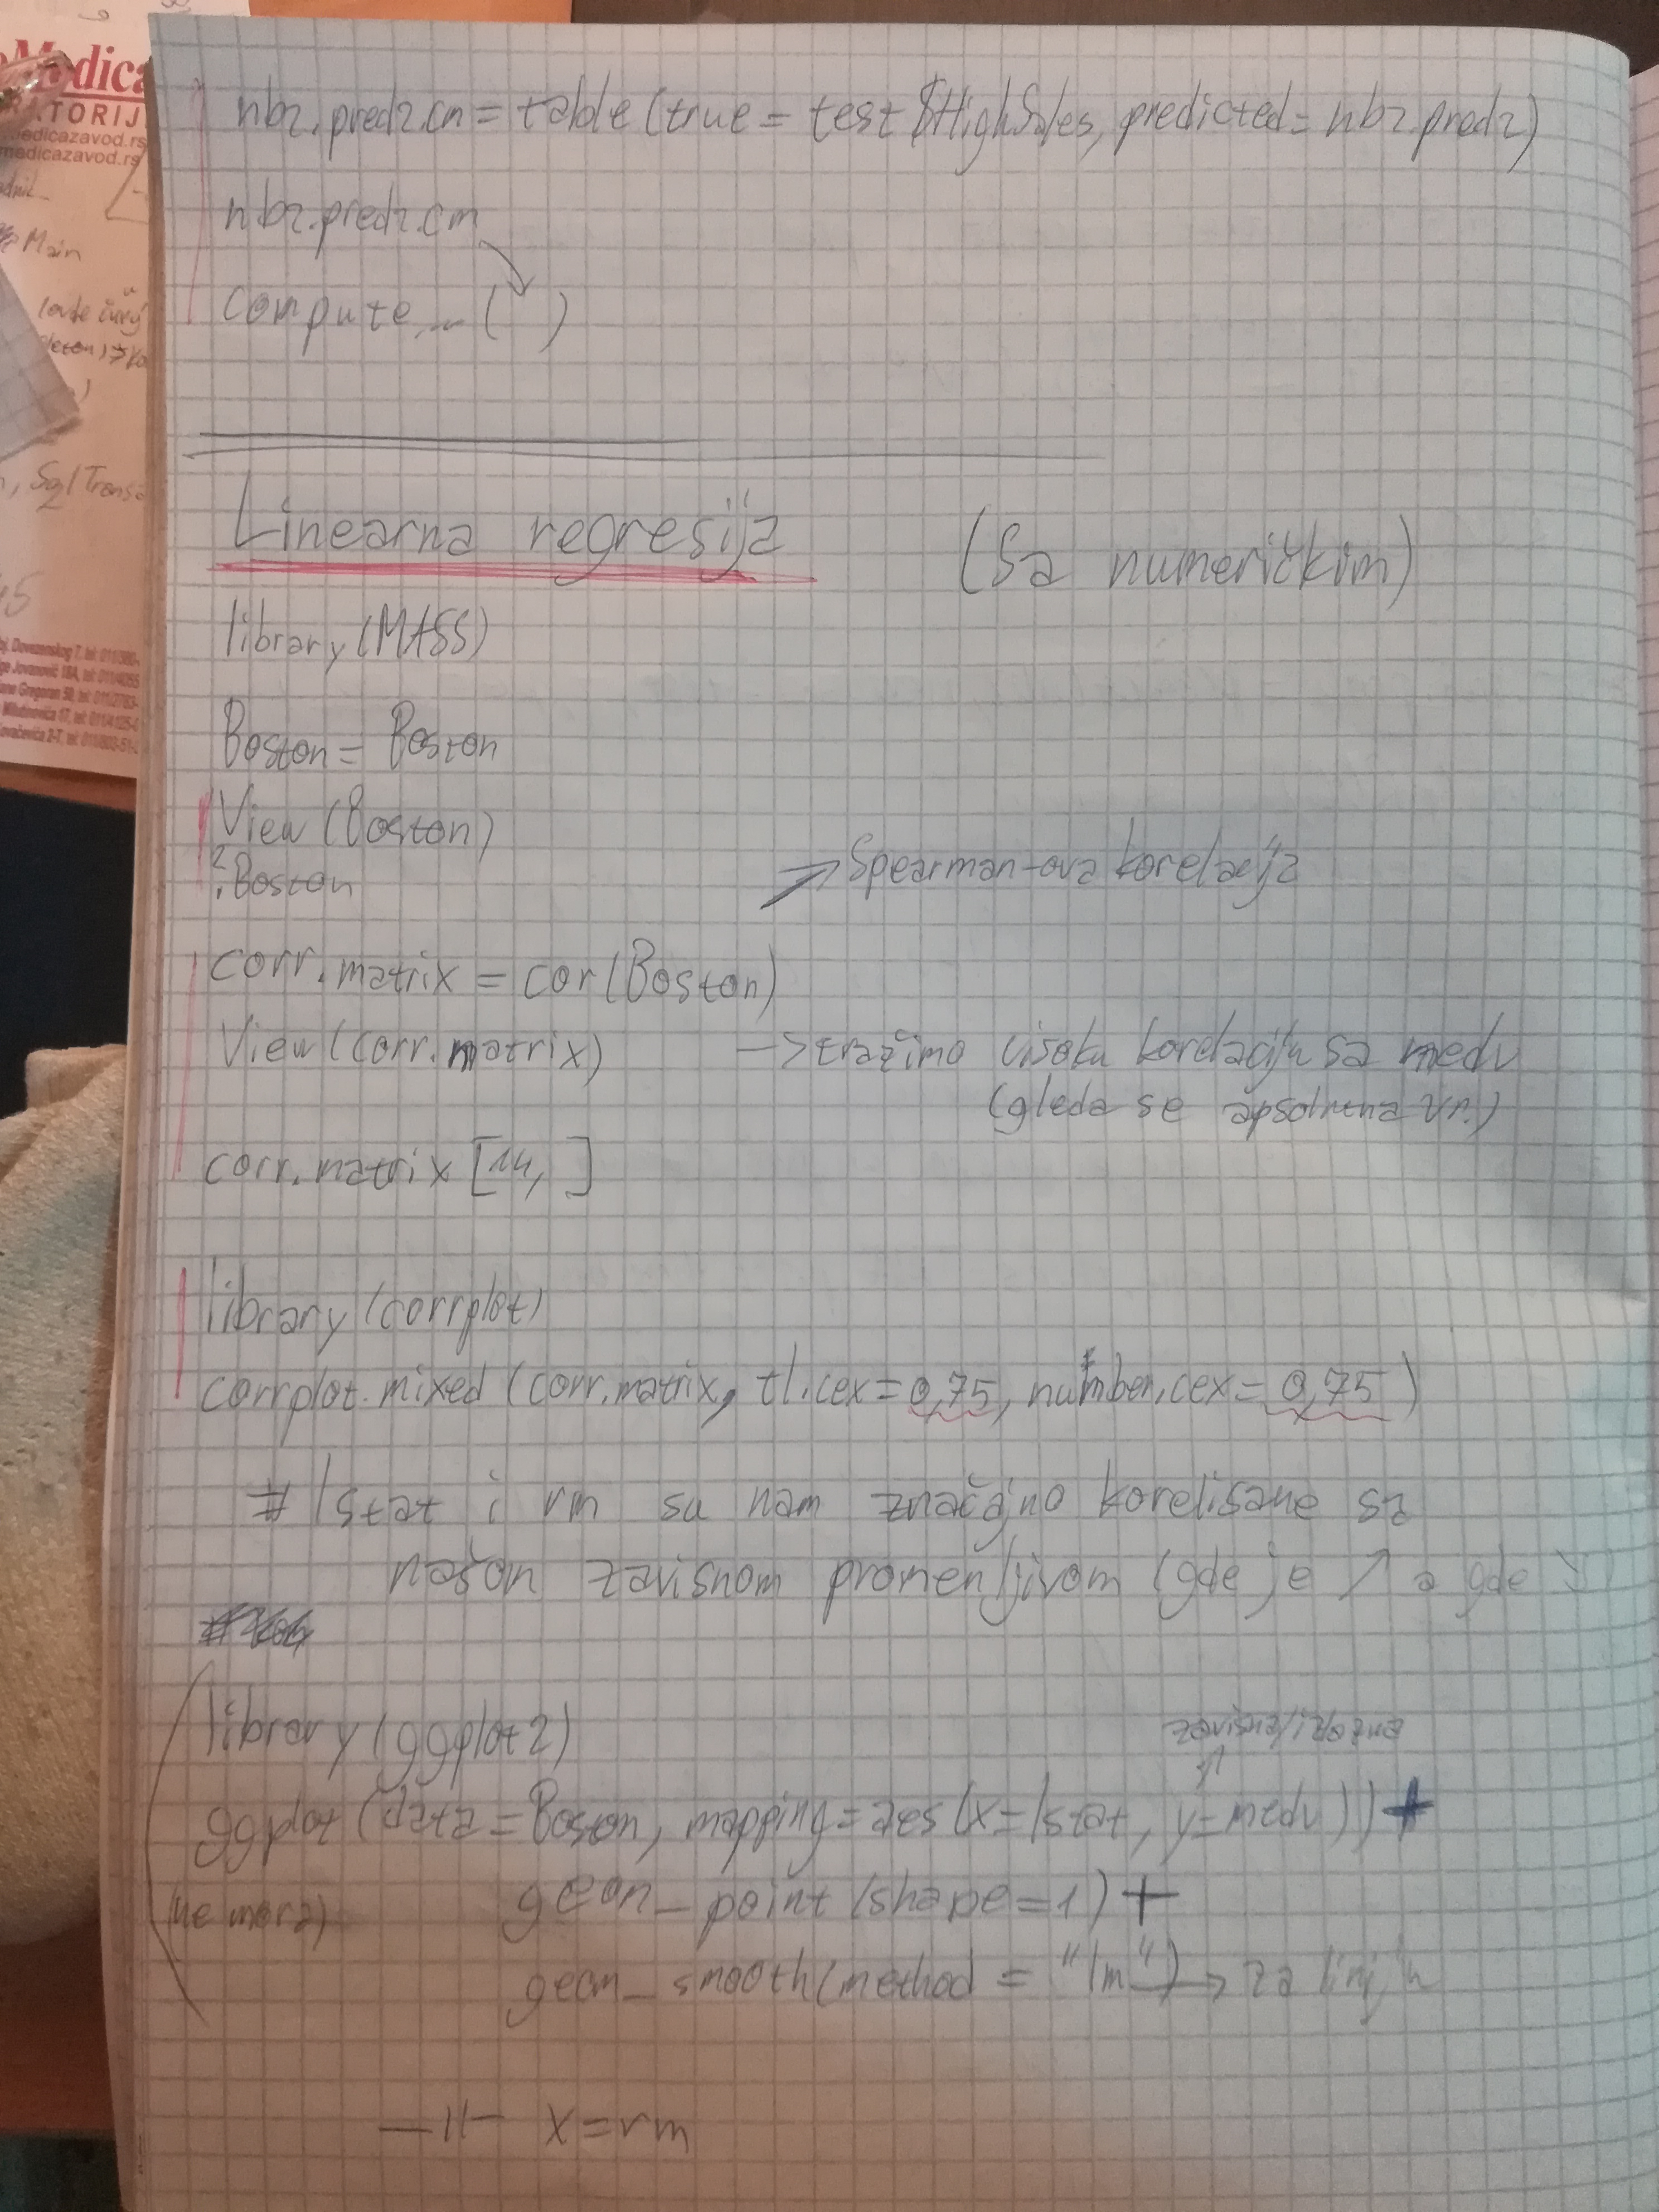 Medica
RATORIJ
medicazavod.rs
medicazavod.rs
Main
nb2.pred2.cm = table (true = test $HighSales, predicted = nb2.pred2)
nb2.pred2.cm
compute... ( )
Linearna regresija (Sa numeričkim)
library (MASS)
Boston = Boston
View (Boston)
?Boston
→ Spearman-ova korelacija
corr.matrix = cor (Boston)
View (corr.matrix) -> tražimo visoku korelaciju sa medv
(gleda se apsolutna vr.)
corr.matrix [14, ]
library (corrplot)
corrplot.mixed (corr.matrix, tl.cex = 0,75, number.cex = 0,75)
# lstat i rm su nam značajno korelisane sa
našom zavisnom promenljivom (gde je ↗ a gde ↘)
library (ggplot2)
zavisna/izlazna
ggplot (data = Boston, mapping = aes (x = lstat, y = medv)) +
(ne mora) geom_point (shape = 1) +
geom_smooth (method = "lm") → za liniju
—11— x = rm